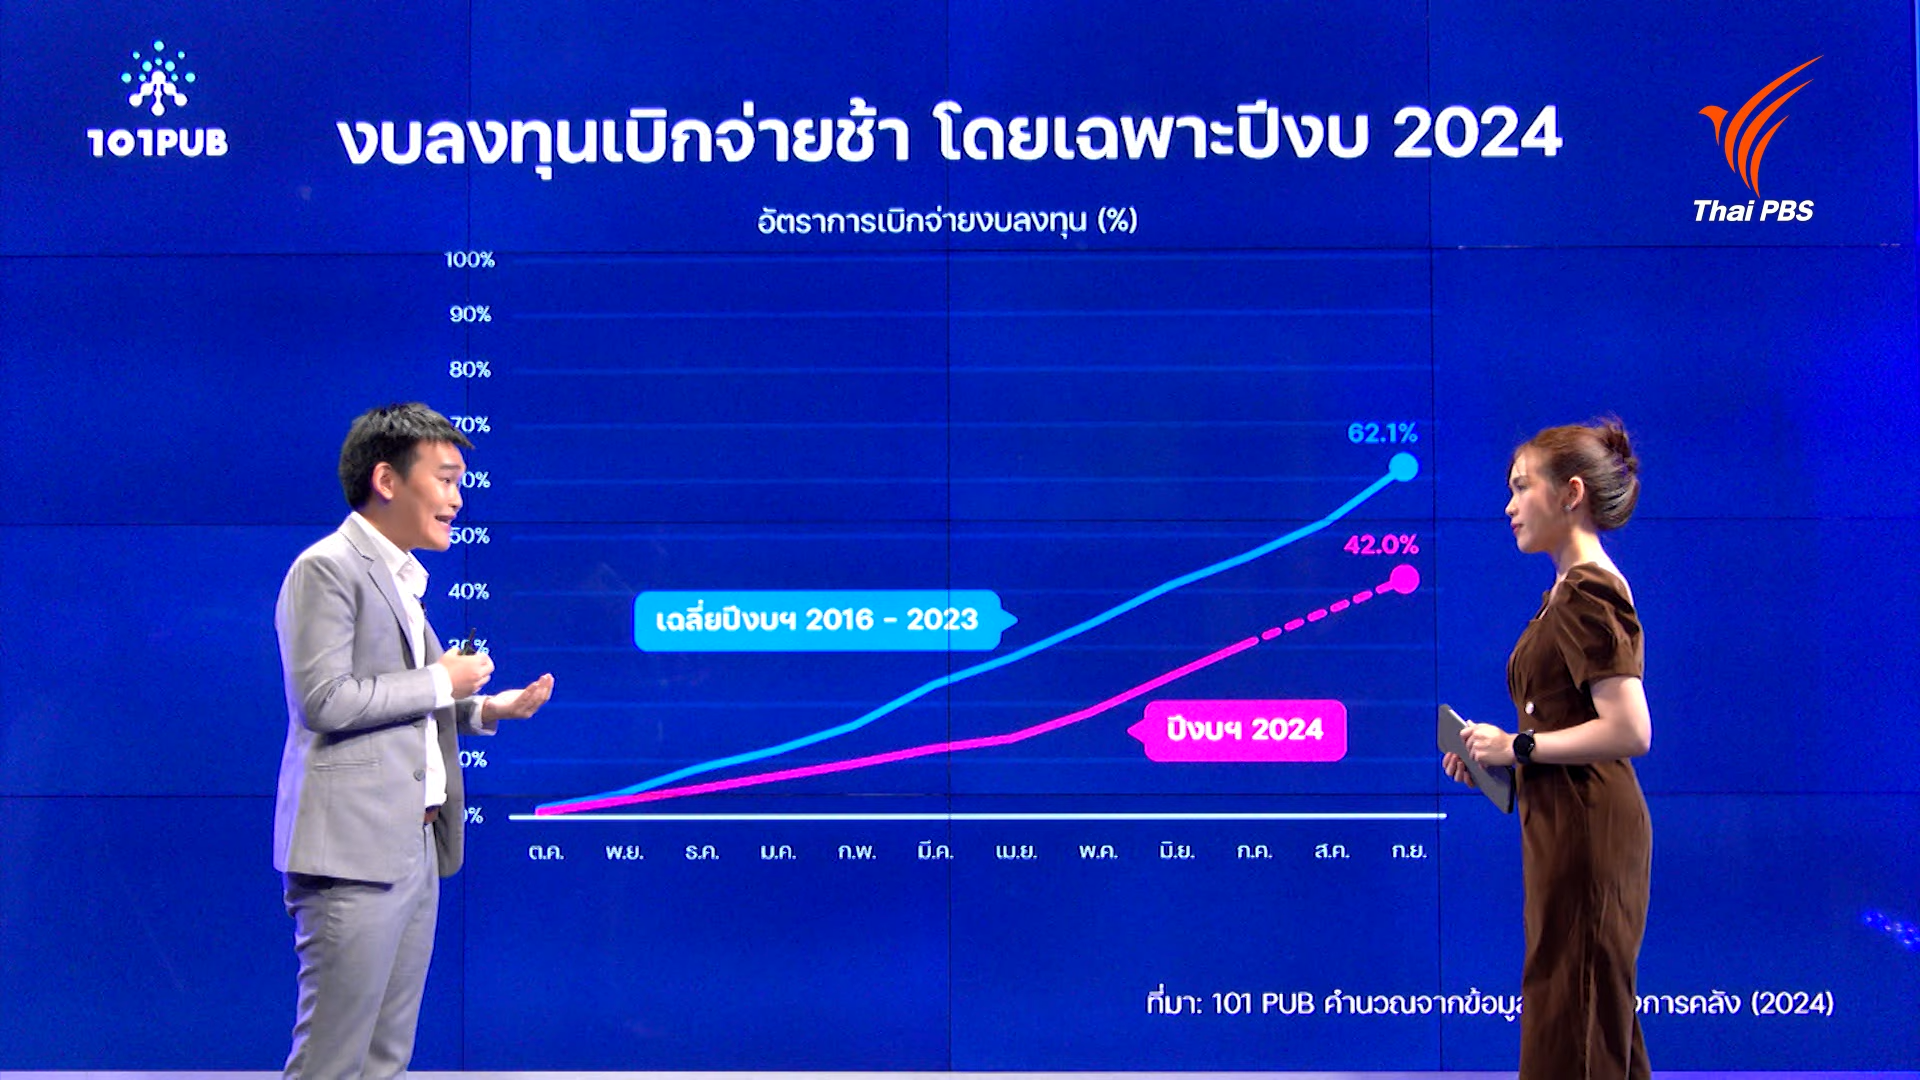 101PUB
งบลงทุนเบิกจ่ายช้า โดยเฉพาะปีงบ 2024
Thai PBS
อัตราการเบิกจ่ายงบลงทุน (%)
100%
90%
80%
70%
0%
50%
40%
30%
0%
0%
62.1%
42.0%
เฉลี่ยปีงบฯ 2016 - 2023
ปีงบฯ 2024
ต.ค. พ.ย. ธ.ค. ม.ค. ก.พ. มี.ค. เม.ย. พ.ค. มิ.ย. ก.ค. ส.ค. ก.ย.
ที่มา: 101 PUB คำนวณจากข้อมูล การคลัง (2024)